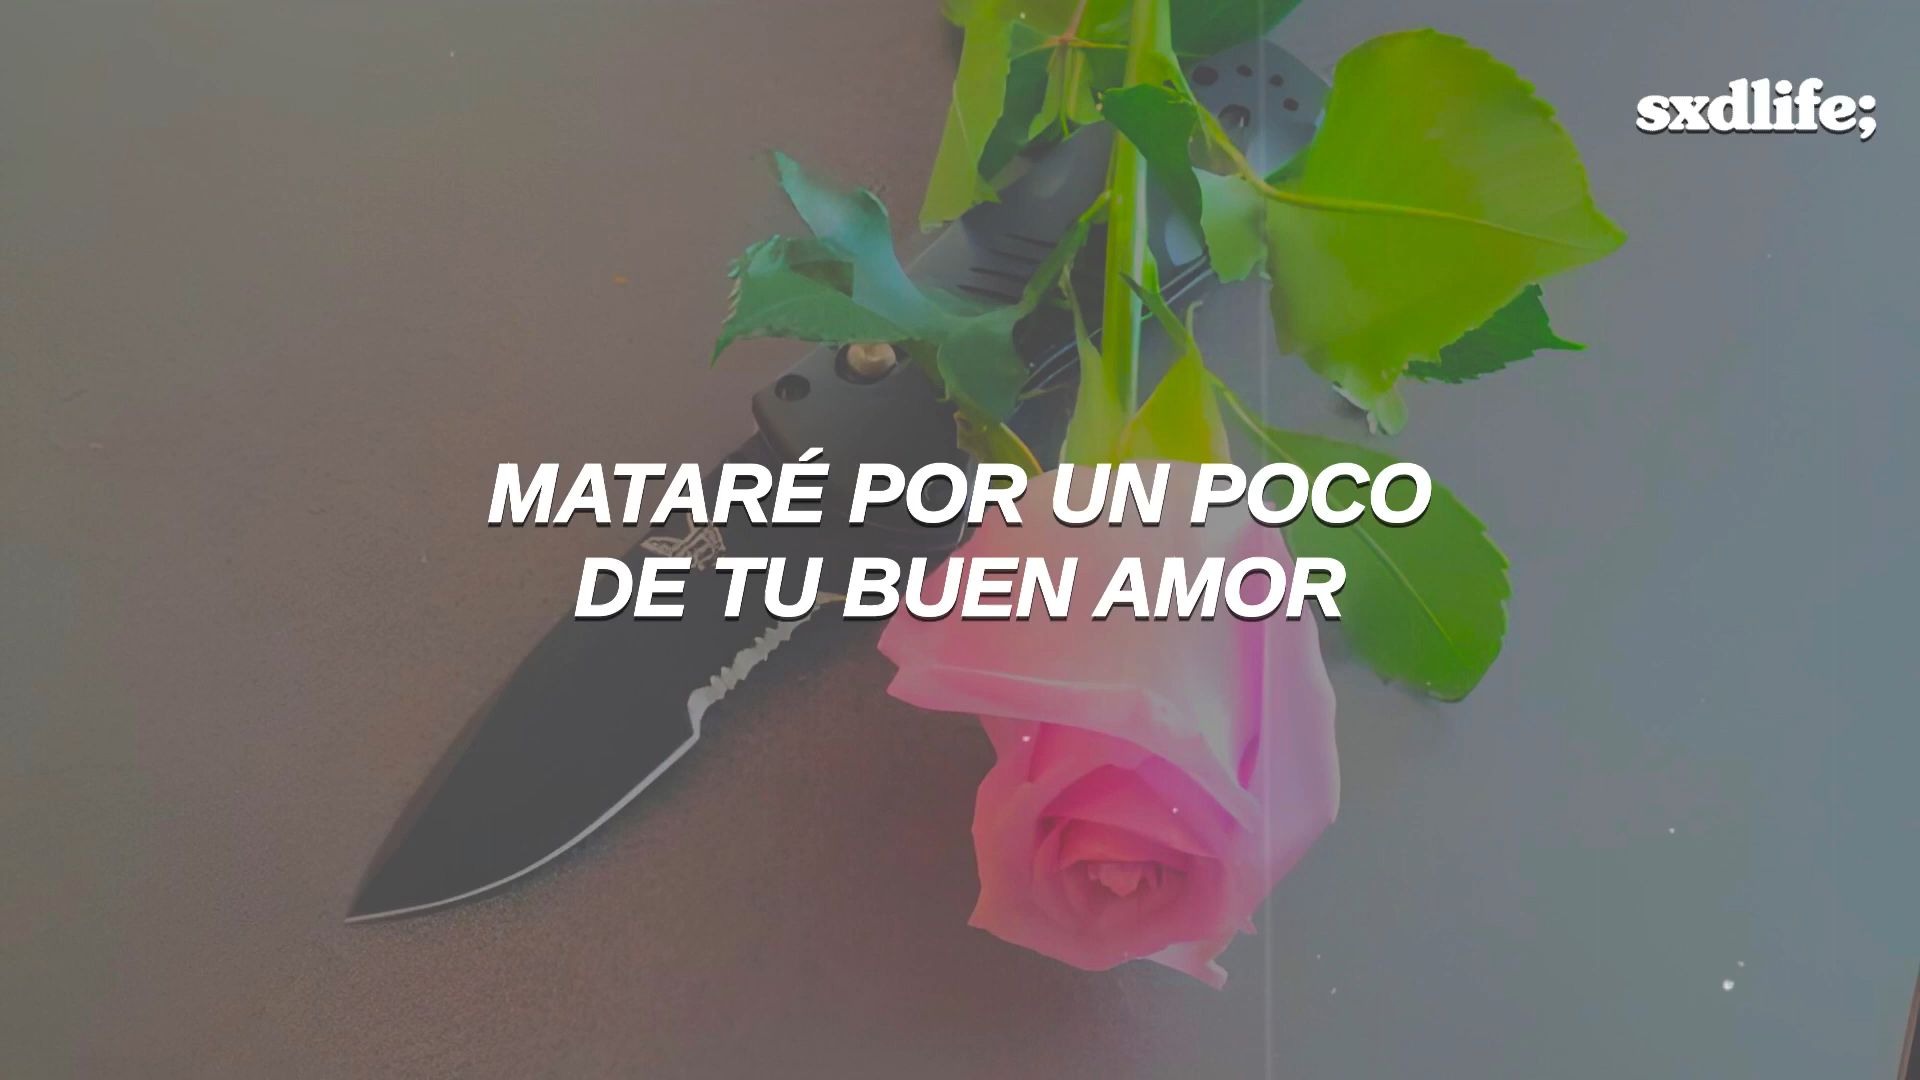 sxdlife;
MATARÉ POR UN POCO
DE TU BUEN AMOR